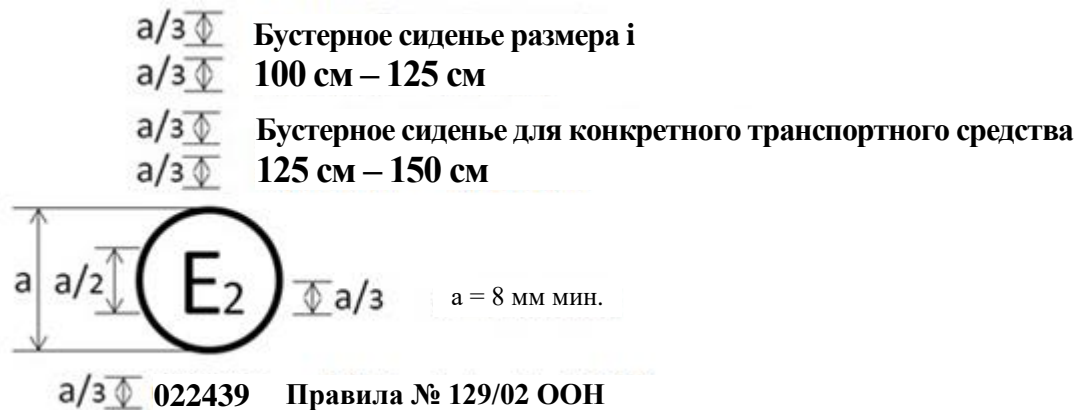 a/3 Бустерное сиденье размера i
a/3 100 см – 125 см
a/3 Бустерное сиденье для конкретного транспортного средства
a/3 125 см – 150 см
a a/2 E2 a/3 a = 8 мм мин.
a/3 022439 Правила № 129/02 ООН